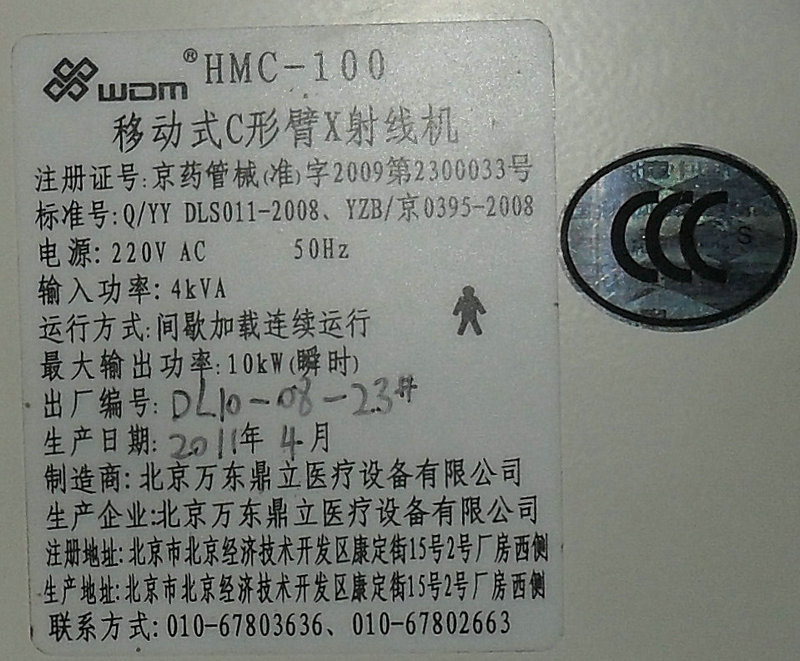 WDM® HMC-100
移动式C形臂X射线机
注册证号:京药管械(准)字2009第2300033号
标准号:Q/YY DLS011-2008、YZB/京0395-2008
电源:220V AC 50Hz
输入功率:4kVA
运行方式:间歇加载连续运行
最大输出功率:10kW(瞬时)
出厂编号:DL10-08-23#
生产日期:2011年4月
制造商:北京万东鼎立医疗设备有限公司
生产企业:北京万东鼎立医疗设备有限公司
注册地址:北京市北京经济技术开发区康定街15号2号厂房西侧
生产地址:北京市北京经济技术开发区康定街15号2号厂房西侧
联系方式:010-67803636、010-67802663
CCC S